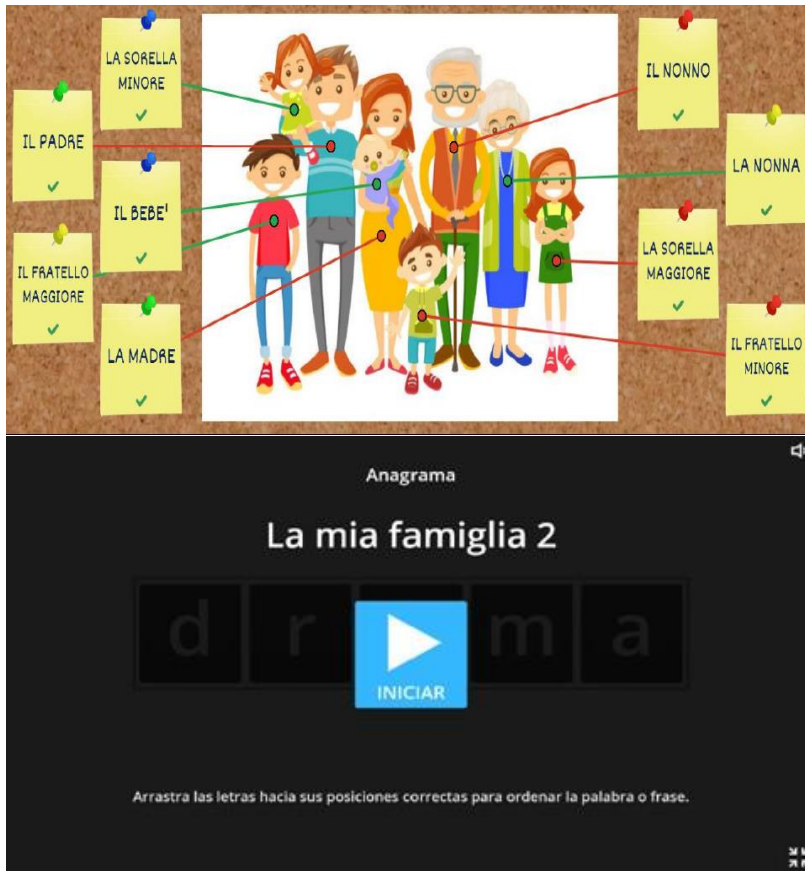 LA SORELLA
MINORE
IL PADRE
IL BEBE'
IL FRATELLO
MAGGIORE
LA MADRE
IL NONNO
LA NONNA
LA SORELLA
MAGGIORE
IL FRATELLO
MINORE
Anagrama
La mia famiglia 2
d r m a
INICIAR
Arrastra las letras hacia sus posiciones correctas para ordenar la palabra o frase.